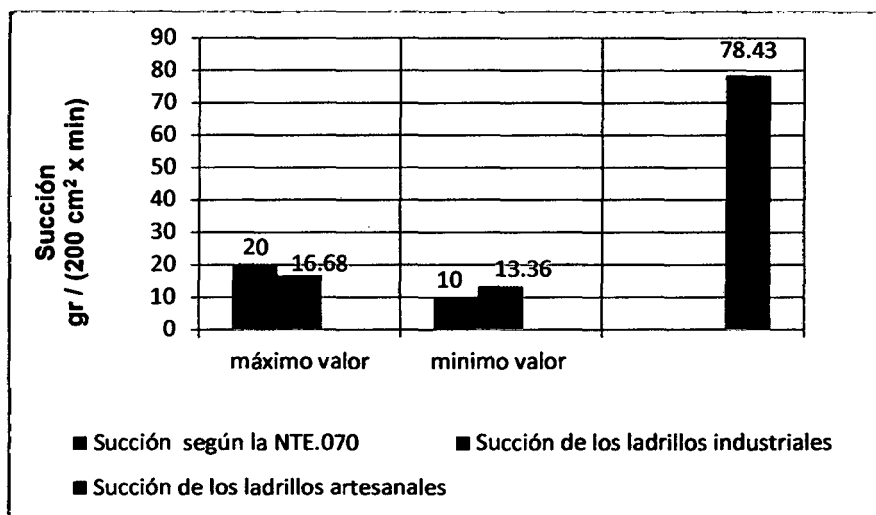 Succión
gr / (200 cm² x min)
90
80
70
60
50
40
30
20
10
0
20
16.68
10
13.36
78.43
máximo valor
minimo valor
Succión según la NTE.070
Succión de los ladrillos industriales
Succión de los ladrillos artesanales